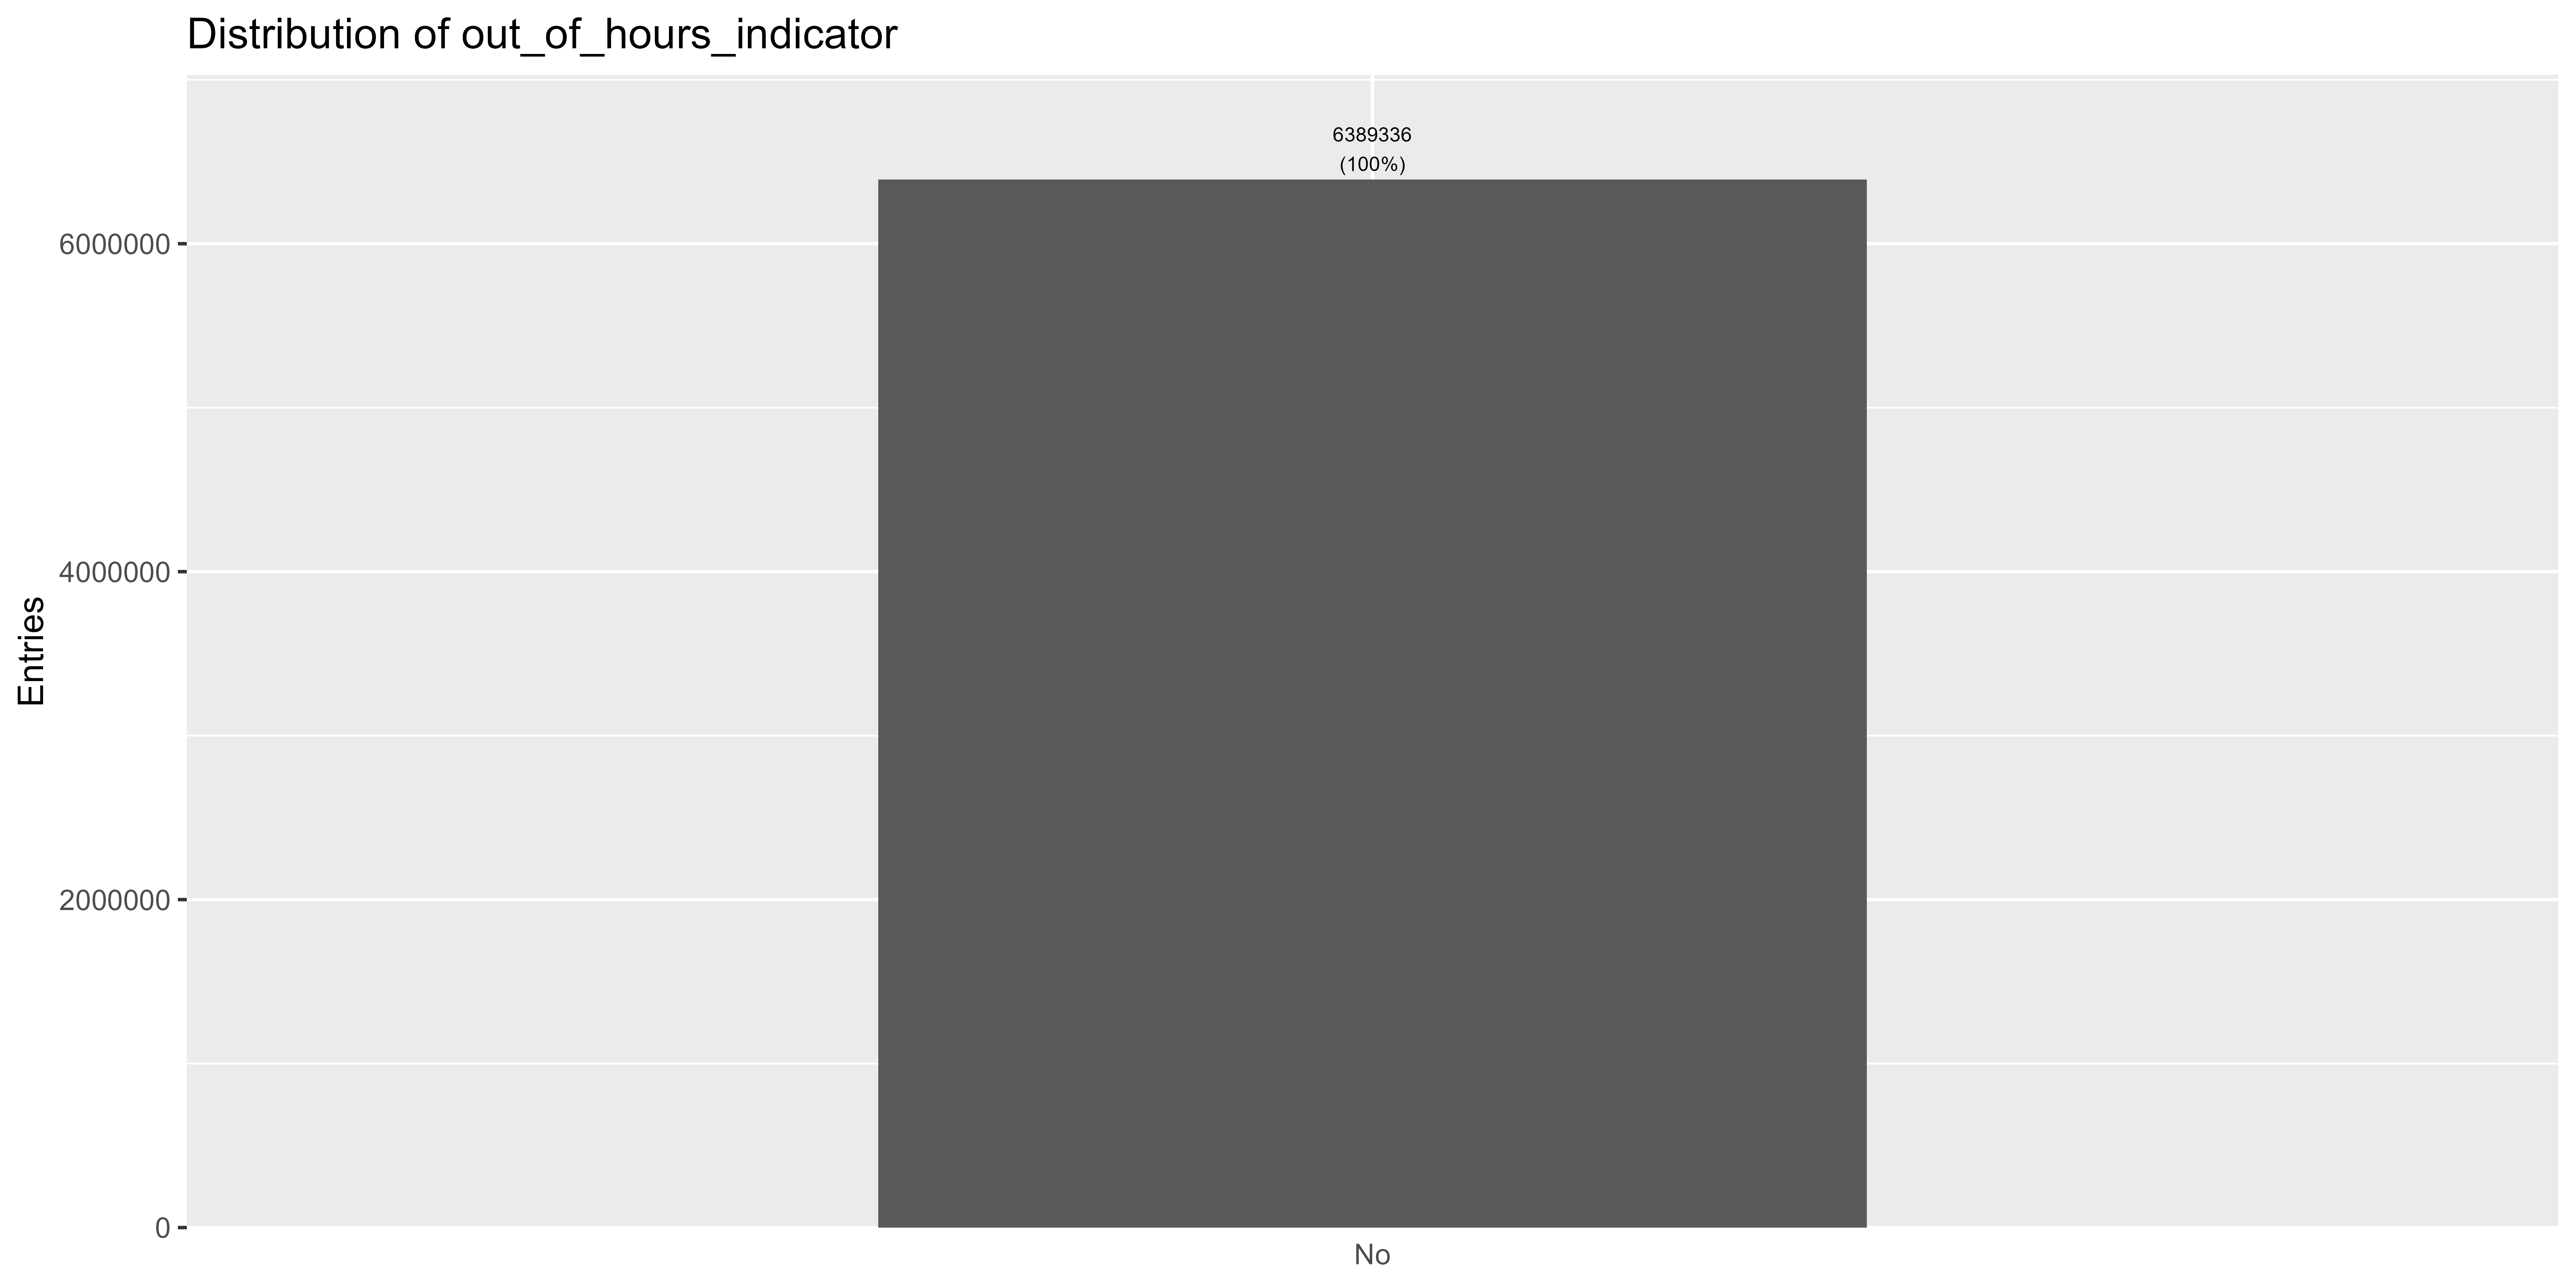 Distribution of out_of_hours_indicator
6389336
(100%)
6000000
4000000
2000000
0
Entries
No